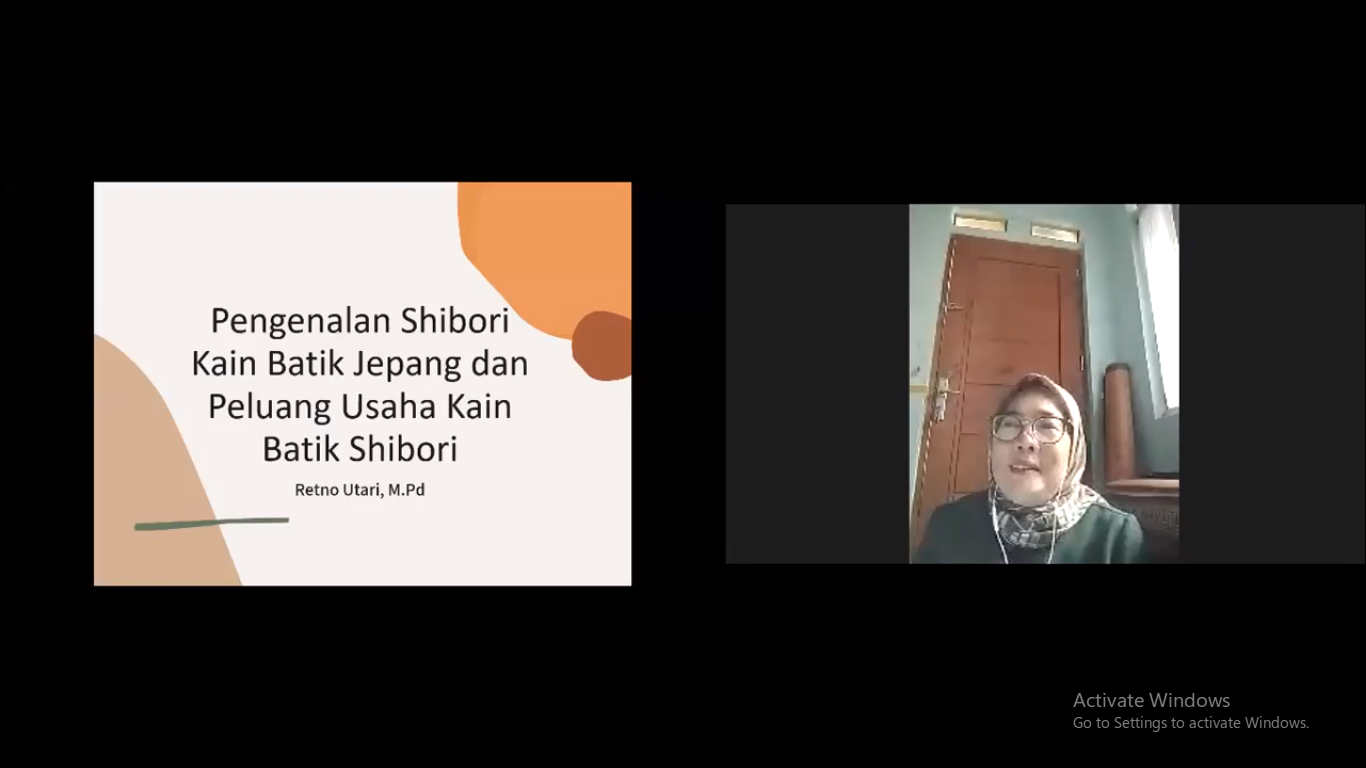 Pengenalan Shibori
Kain Batik Jepang dan
Peluang Usaha Kain
Batik Shibori
Retno Utari, M.Pd
Activate Windows
Go to Settings to activate Windows.